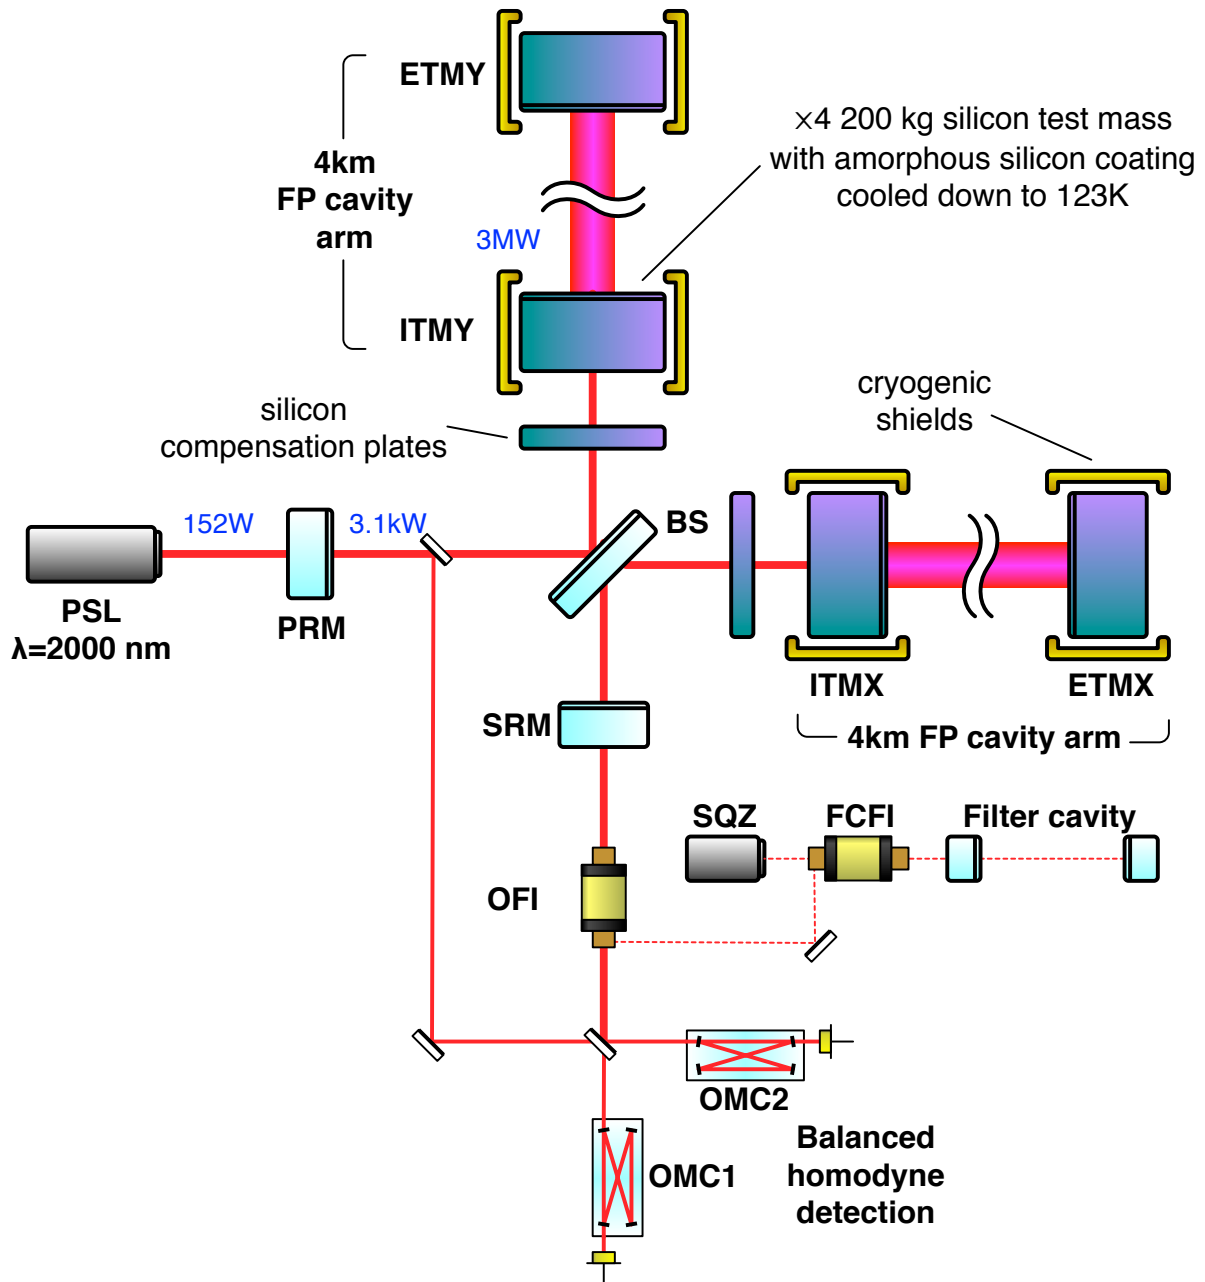 ETMY
×4 200 kg silicon test mass
with amorphous silicon coating
cooled down to 123K
4km
FP cavity
arm
3MW
ITMY
cryogenic
shields
silicon
compensation plates
152W
3.1kW
BS
PSL
λ=2000 nm
PRM
ITMX
ETMX
4km FP cavity arm
SRM
SQZ
FCFI
Filter cavity
OFI
OMC2
Balanced
homodyne
detection
OMC1